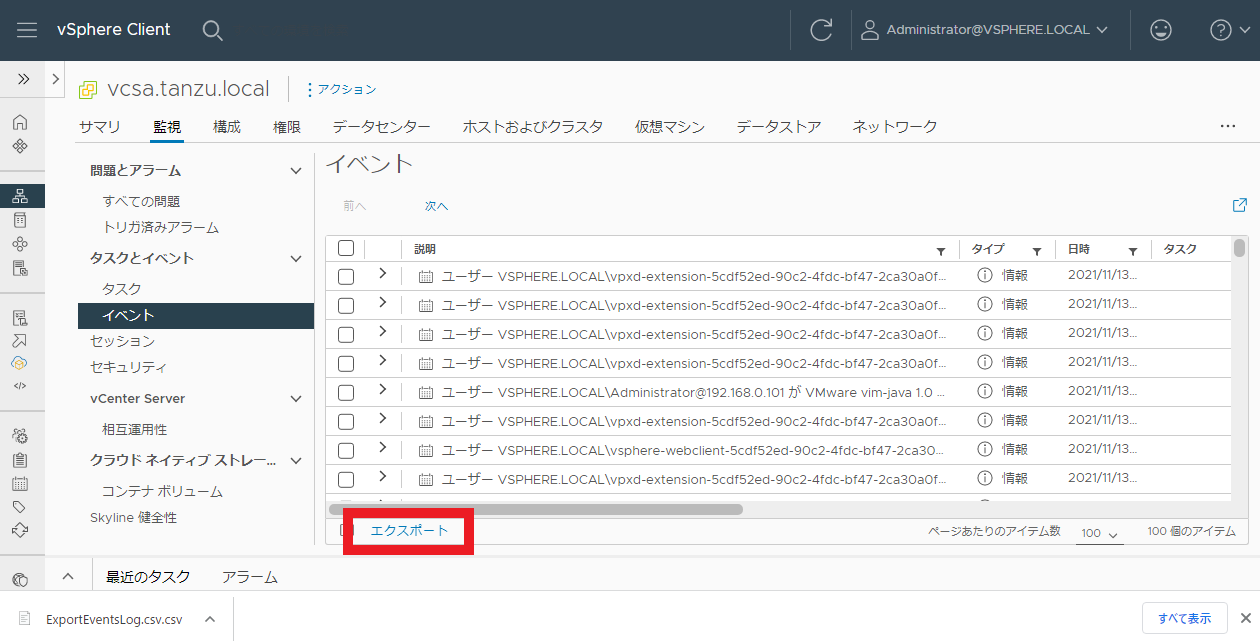 vSphere Client
Administrator@VSPHERE.LOCAL
vcsa.tanzu.local
アクション
サマリ 監視 構成 権限 データセンター ホストおよびクラスタ 仮想マシン データストア ネットワーク ...
問題とアラーム
すべての問題
トリガ済みアラーム
タスクとイベント
タスク
イベント
セッション
セキュリティ
vCenter Server
相互運用性
クラウド ネイティブ ストレー...
コンテナ ボリューム
Skyline 健全性
イベント
前へ 次へ
説明 タイプ 日時 タスク
ユーザー VSPHERE.LOCAL\vpxd-extension-5cdf52ed-90c2-4fdc-bf47-2ca30a0f... 情報 2021/11/13...
ユーザー VSPHERE.LOCAL\vpxd-extension-5cdf52ed-90c2-4fdc-bf47-2ca30a0f... 情報 2021/11/13...
ユーザー VSPHERE.LOCAL\vpxd-extension-5cdf52ed-90c2-4fdc-bf47-2ca30a0f... 情報 2021/11/13...
ユーザー VSPHERE.LOCAL\vpxd-extension-5cdf52ed-90c2-4fdc-bf47-2ca30a0f... 情報 2021/11/13...
ユーザー VSPHERE.LOCAL\Administrator@192.168.0.101 が VMware vim-java 1.0 ... 情報 2021/11/13...
ユーザー VSPHERE.LOCAL\vpxd-extension-5cdf52ed-90c2-4fdc-bf47-2ca30a0f... 情報 2021/11/13...
ユーザー VSPHERE.LOCAL\vsphere-webclient-5cdf52ed-90c2-4fdc-bf47-2ca30... 情報 2021/11/13...
ユーザー VSPHERE.LOCAL\vpxd-extension-5cdf52ed-90c2-4fdc-bf47-2ca30a0f... 情報 2021/11/13...
エクスポート ページあたりのアイテム数 100 100 個のアイテム
最近のタスク アラーム
ExportEventsLog.csv.csv すべて表示